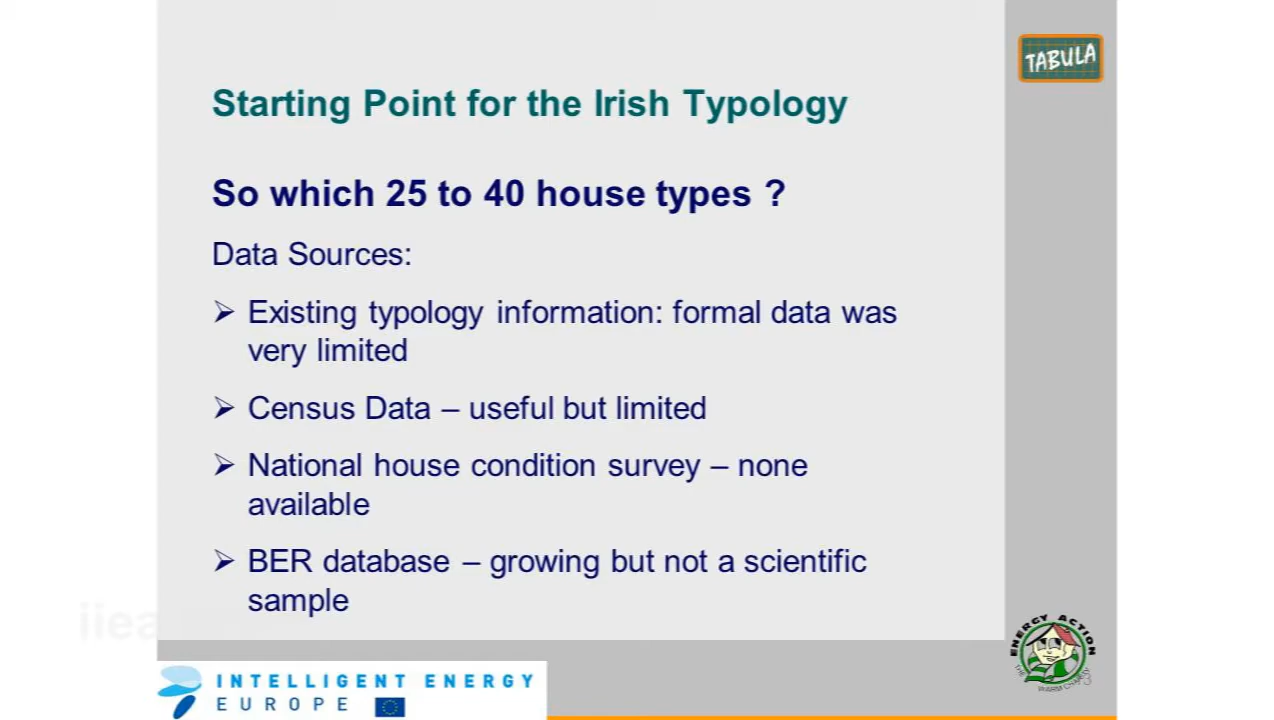 TABULA
Starting Point for the Irish Typology
So which 25 to 40 house types ?
Data Sources:
Existing typology information: formal data was
very limited
Census Data – useful but limited
National house condition survey – none
available
BER database – growing but not a scientific
sample
iiea
ENERGY ACTION
INTELLIGENT ENERGY
EUROPE